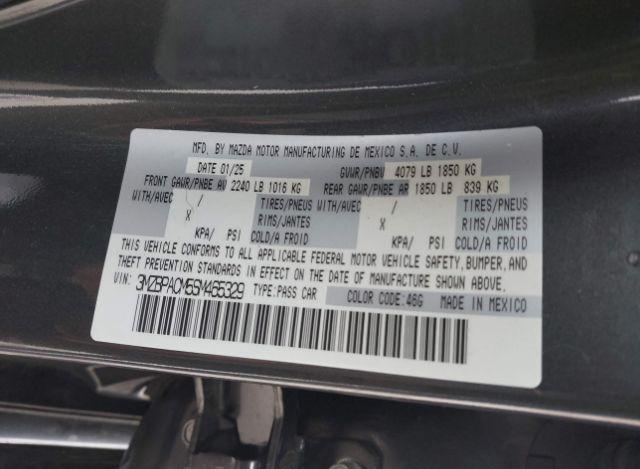 MFD. BY MAZDA MOTOR MANUFACTURING DE MEXICO S.A. DE C.V.
DATE 01/25 GVWR/PNBV 4079 LB 1850 KG
FRONT GAWR/PNBE AV 2240 LB 1016 KG REAR GAWR/PNBE AR 1850 LB 839 KG
WITH/AVEC / TIRES/PNEUS WITH/AVEC / TIRES/PNEUS
X RIMS/JANTES X RIMS/JANTES
KPA/ PSI COLD/A FROID KPA/ PSI COLD/A FROID
THIS VEHICLE CONFORMS TO ALL APPLICABLE FEDERAL MOTOR VEHICLE SAFETY, BUMPER, AND
THEFT PREVENTION STANDARDS IN EFFECT ON THE DATE OF MANUFACTURE SHOWN ABOVE.
VIN: 3MZBPACM5SM465329 TYPE:PASS CAR COLOR CODE:46G MADE IN MEXICO